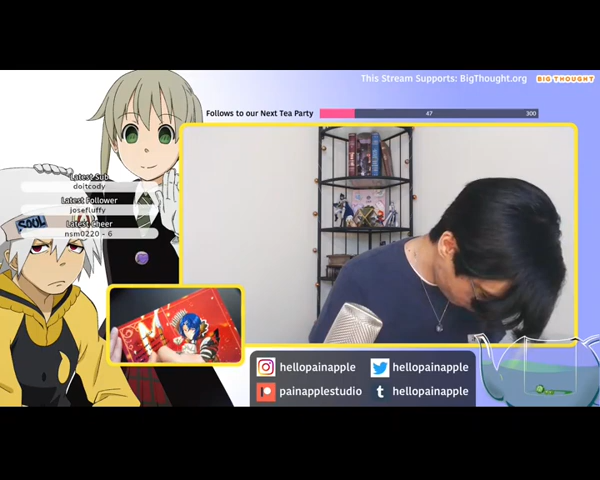 This Stream Supports: BigThought.org
BIG THOUGHT
Follows to our Next Tea Party
47
300
Latest Sub
doitcody
Latest Follower
josefluffy
Latest Cheer
nsm0220 - 6
SOUL
hellopainapple
hellopainapple
painapplestudio
hellopainapple